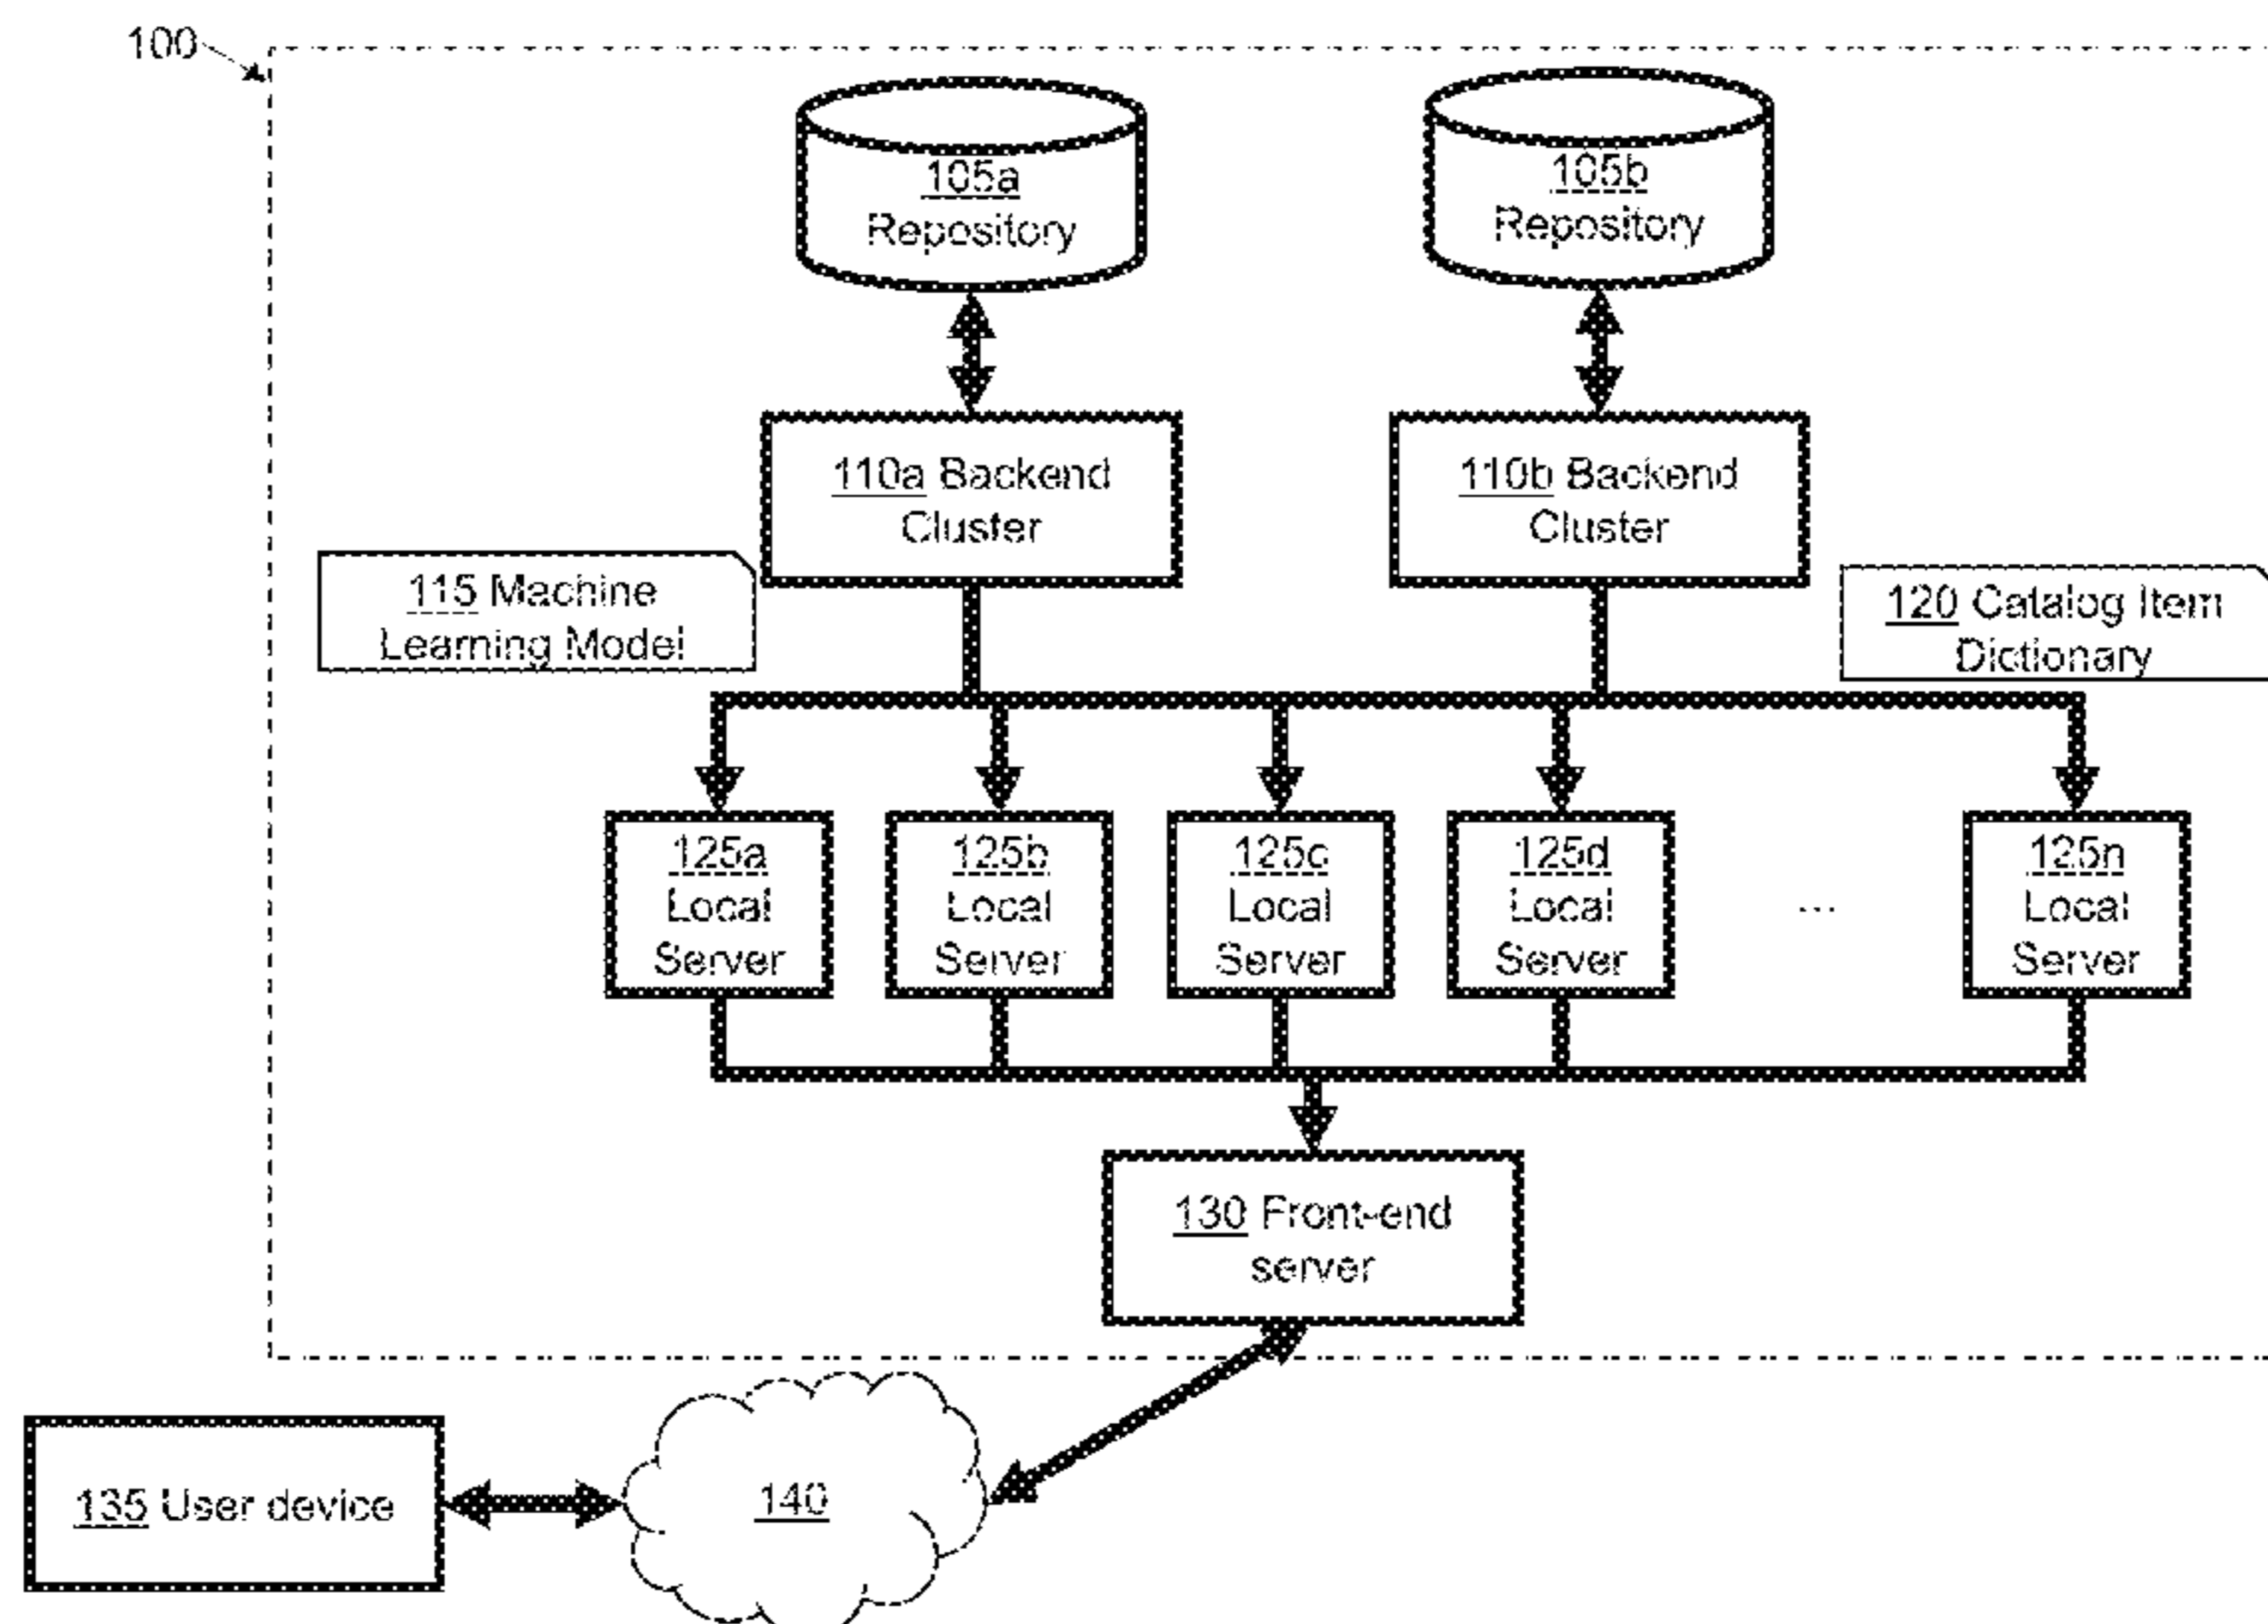 100
105a
Repository
105b
Repository
110a Backend
Cluster
110b Backend
Cluster
115 Machine
Learning Model
120 Catalog Item
Dictionary
125a
Local
Server
125b
Local
Server
125c
Local
Server
125d
Local
Server
...
125n
Local
Server
130 Front-end
server
135 User device
140